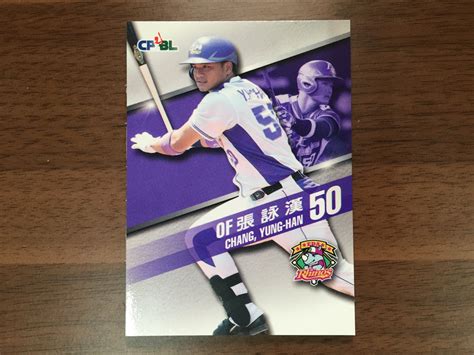 CPBL
OF 張詠漢 50
CHANG, YUNG-HAN
Rhinos